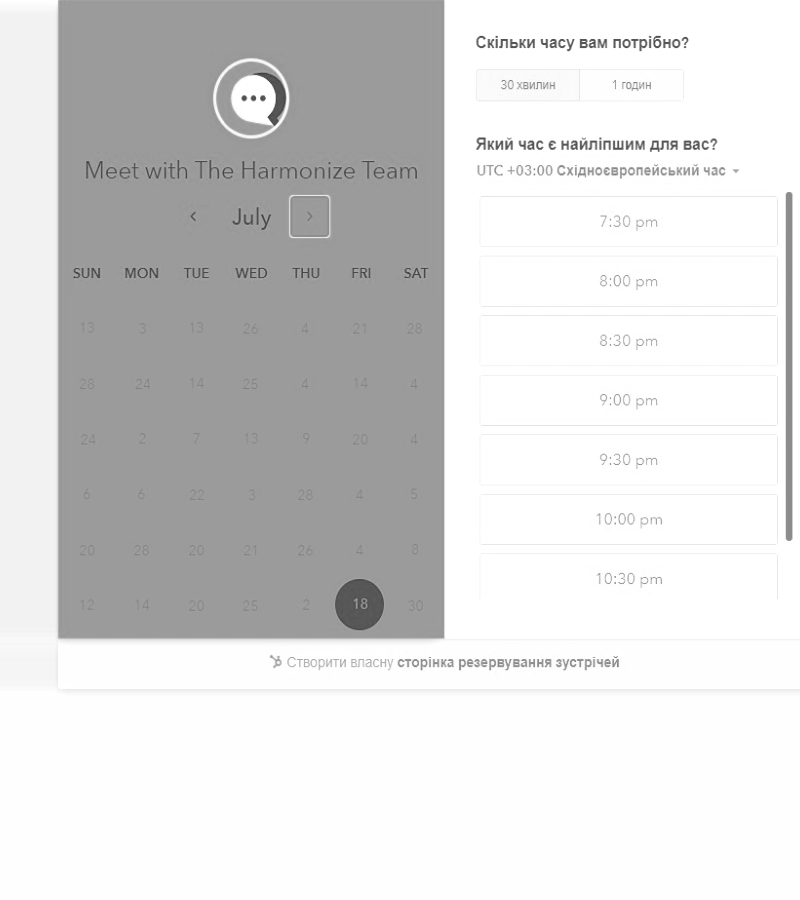 Meet with The Harmonize Team
July
SUN MON TUE WED THU FRI SAT
13 3 13 26 4 21 28
28 24 14 25 4 14 4
24 2 7 13 9 20 4
6 6 22 3 28 4 5
20 28 20 21 26 4 8
12 14 20 25 2 18 30
Скільки часу вам потрібно?
30 хвилин 1 годин
Який час є найліпшим для вас?
UTC +03:00 Східноєвропейський час
7:30 pm
8:00 pm
8:30 pm
9:00 pm
9:30 pm
10:00 pm
10:30 pm
Створити власну сторінка резервування зустрічей